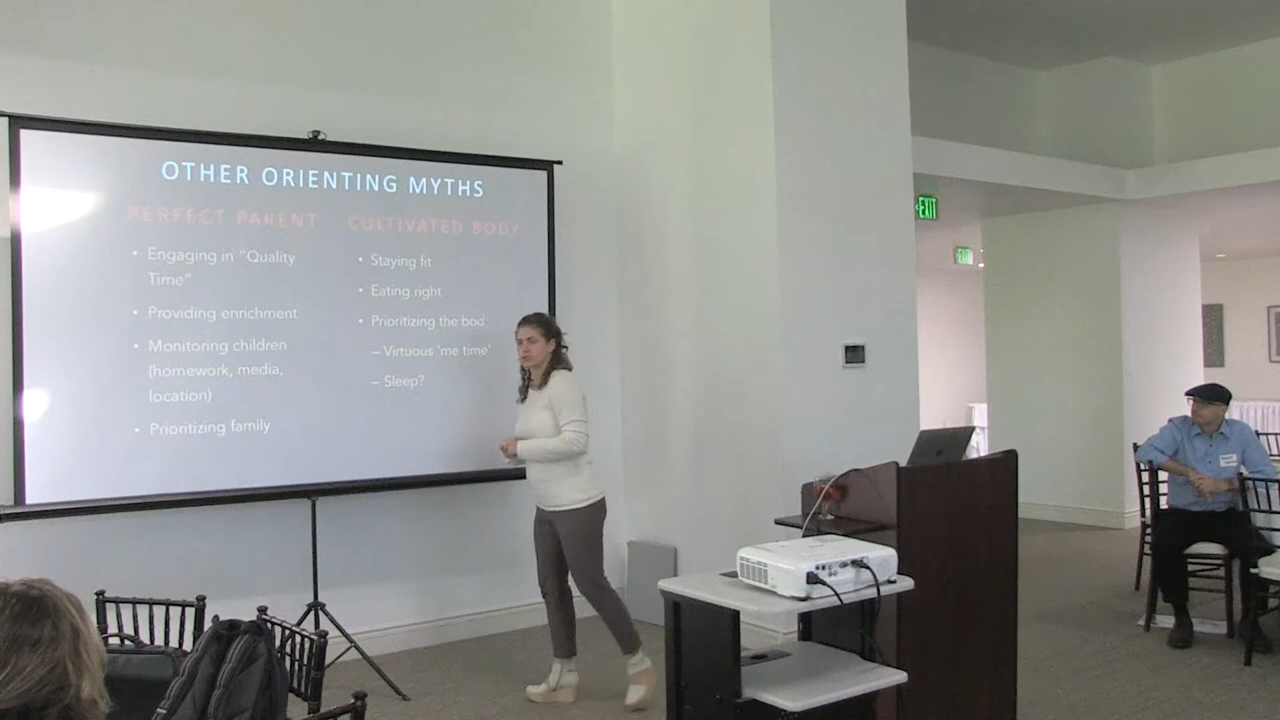 OTHER ORIENTING MYTHS
PERFECT PARENT
• Engaging in “Quality
Time”
• Providing enrichment
• Monitoring children
(homework, media,
location)
• Prioritizing family
CULTIVATED BODY
• Staying fit
• Eating right
• Prioritizing the bod
– Virtuous ‘me time’
– Sleep?
EXIT
EXIT